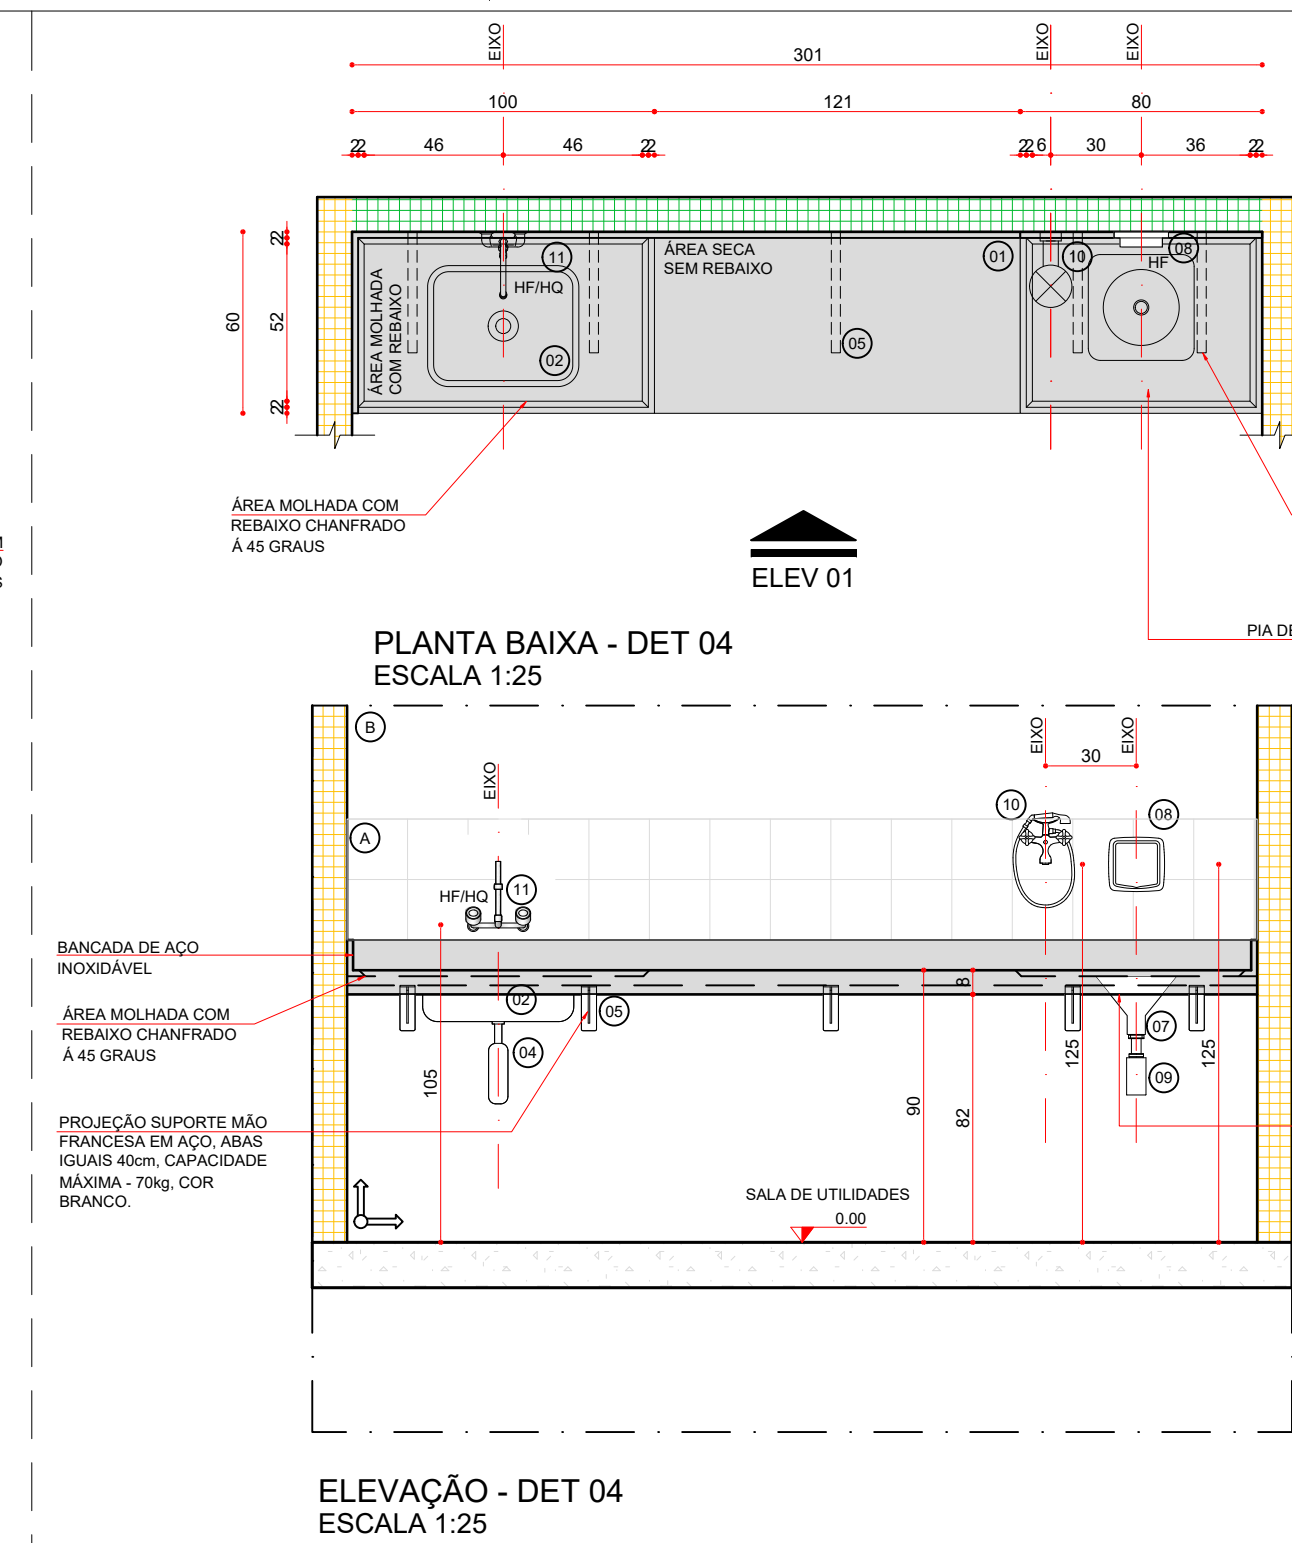 EIXO
EIXO
EIXO
301
100
121
80
22
46
46
22
22
6
30
36
22
ÁREA MOLHADA
COM REBAIXO
11
HF/HQ
02
ÁREA SECA
SEM REBAIXO
01
10
08
HF
05
22
60
52
22
ÁREA MOLHADA COM
REBAIXO CHANFRADO
Á 45 GRAUS
ELEV 01
PIA DE
PLANTA BAIXA - DET 04
ESCALA 1:25
B
EIXO
EIXO
EIXO
30
10
08
A
HF/HQ
11
BANCADA DE AÇO
INOXIDÁVEL
02
05
8
ÁREA MOLHADA COM
REBAIXO CHANFRADO
Á 45 GRAUS
04
07
09
105
90
82
125
125
PROJEÇÃO SUPORTE MÃO
FRANCESA EM AÇO, ABAS
IGUAIS 40cm, CAPACIDADE
MÁXIMA - 70kg, COR
BRANCO.
SALA DE UTILIDADES
0.00
ELEVAÇÃO - DET 04
ESCALA 1:25